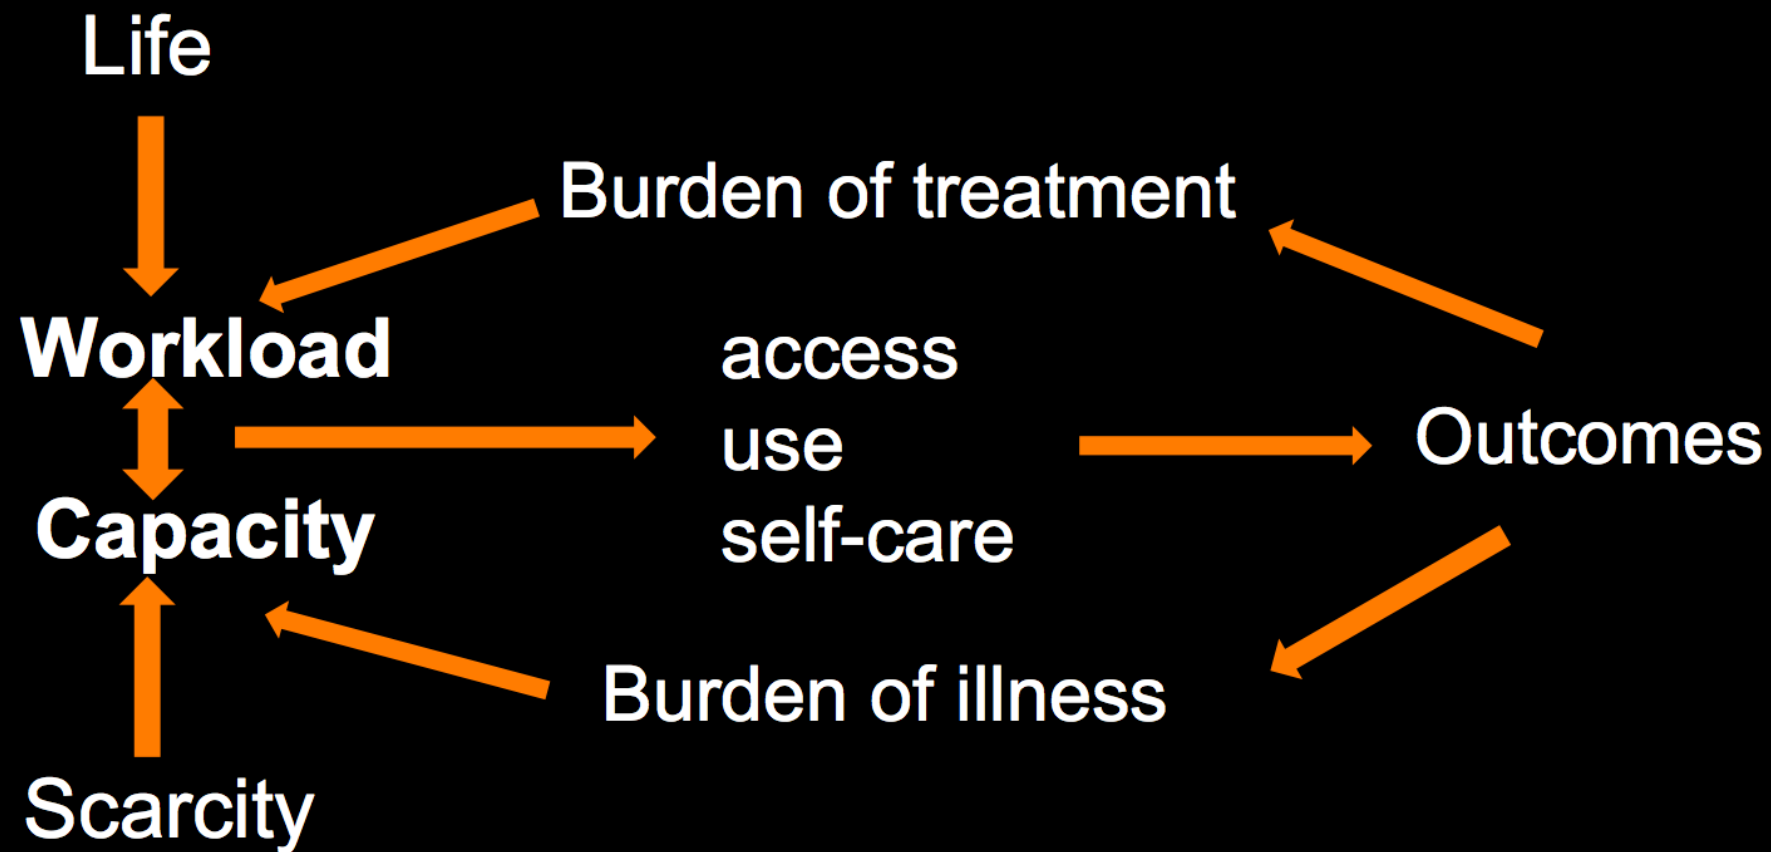 Life
Burden of treatment
Workload
access
use
Outcomes
Capacity
self-care
Burden of illness
Scarcity